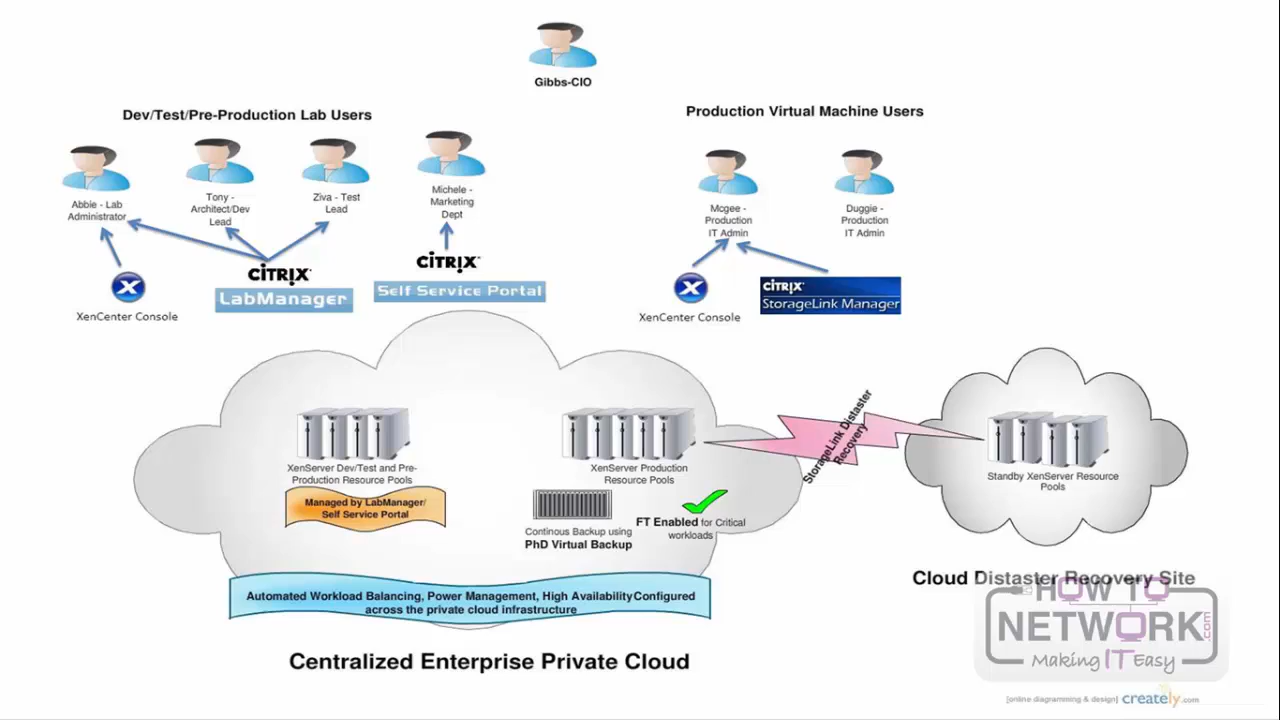 Gibbs-CIO
Dev/Test/Pre-Production Lab Users
Production Virtual Machine Users
Abbie - Lab
Administrator
Tony -
Architect/Dev
Lead
Ziva - Test
Lead
Michele -
Marketing
Dept
Mcgee -
Production
IT Admin
Duggie -
Production
IT Admin
X
XenCenter Console
CITRIX
LabManager
CITRIX
Self Service Portal
X
XenCenter Console
CITRIX
StorageLink Manager
XenServer Dev/Test and Pre-
Production Resource Pools
Managed by LabManager/
Self Service Portal
XenServer Production
Resource Pools
Continous Backup using
PhD Virtual Backup
FT Enabled for Critical
workloads
StorageLink Distaster
Recovery
Standby XenServer Resource
Pools
Automated Workload Balancing, Power Management, High AvailabilityConfigured
across the private cloud infrastructure
Centralized Enterprise Private Cloud
Cloud Distaster Recovery Site
HOW TO
NETWORK.com
Making IT Easy
[online diagramming & design] creately.com